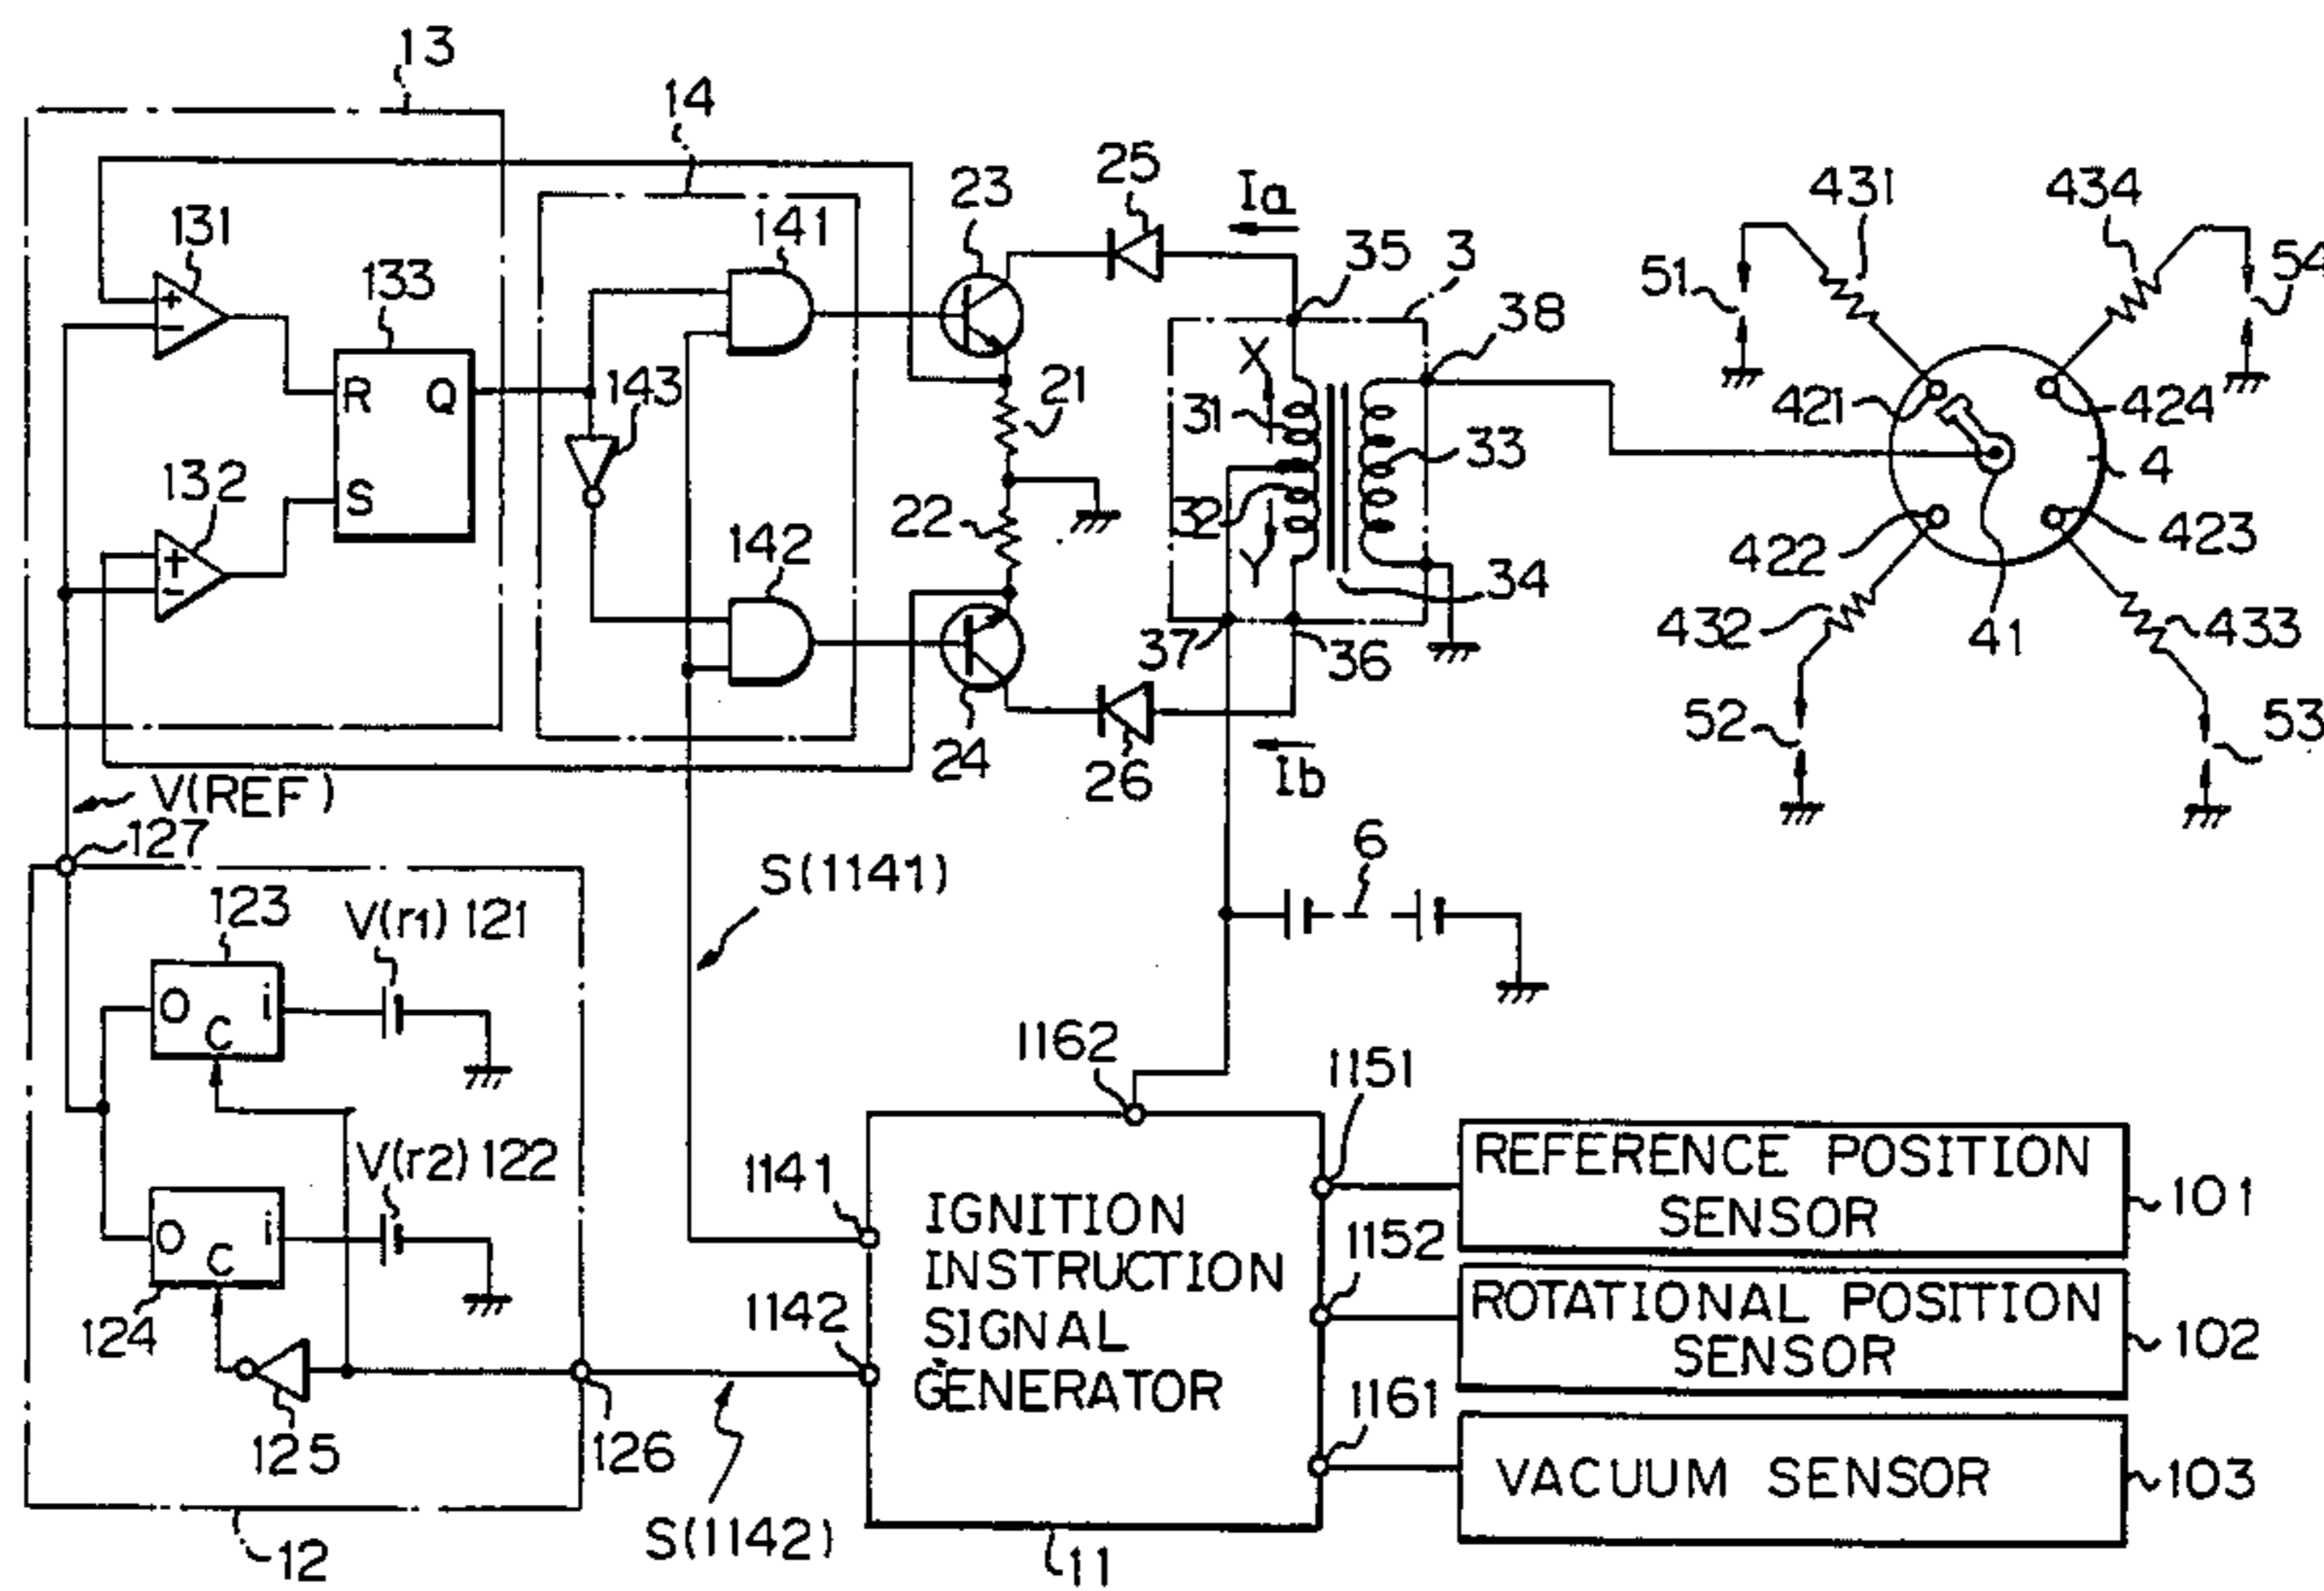 13
14
23
25
Ia
35
3
38
431
434
51
54
131
133
141
+
−
R
Q
S
143
21
X
31
33
421
424
4
132
+
-
142
22
32
Y
34
422
423
37
36
432
41
433
24
26
Ib
52
53
V(REF)
127
S(1141)
6
123
V(r1) 121
O
C
i
1162
1151
V(r2) 122
O
C
i
124
125
126
1141
1142
IGNITION
INSTRUCTION
SIGNAL
GENERATOR
REFERENCE POSITION
SENSOR
101
1152
ROTATIONAL POSITION
SENSOR
102
1161
VACUUM SENSOR
103
12
S(1142)
11